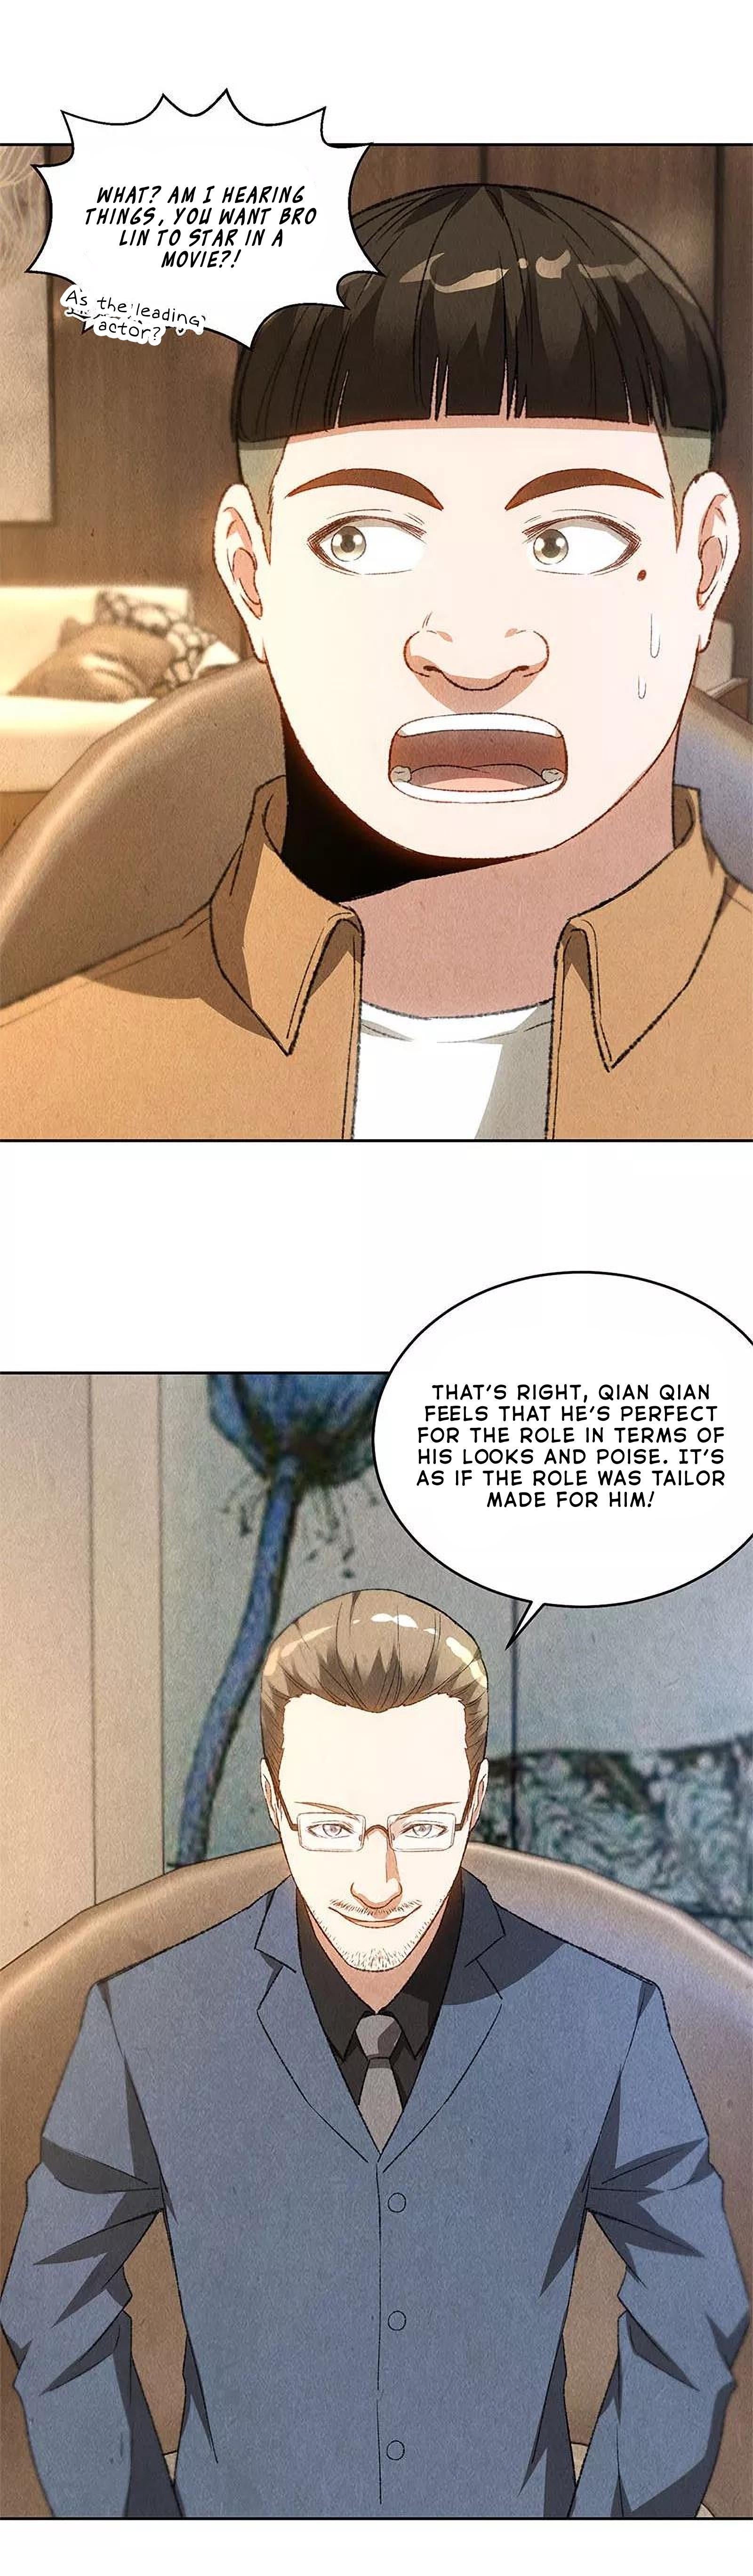 WHAT? AM I HEARING
THINGS, YOU WANT BRO
LIN TO STAR IN A
MOVIE?!
As the leading
actor?
THAT'S RIGHT, QIAN QIAN
FEELS THAT HE'S PERFECT
FOR THE ROLE IN TERMS OF
HIS LOOKS AND POISE. IT'S
AS IF THE ROLE WAS TAILOR
MADE FOR HIM!